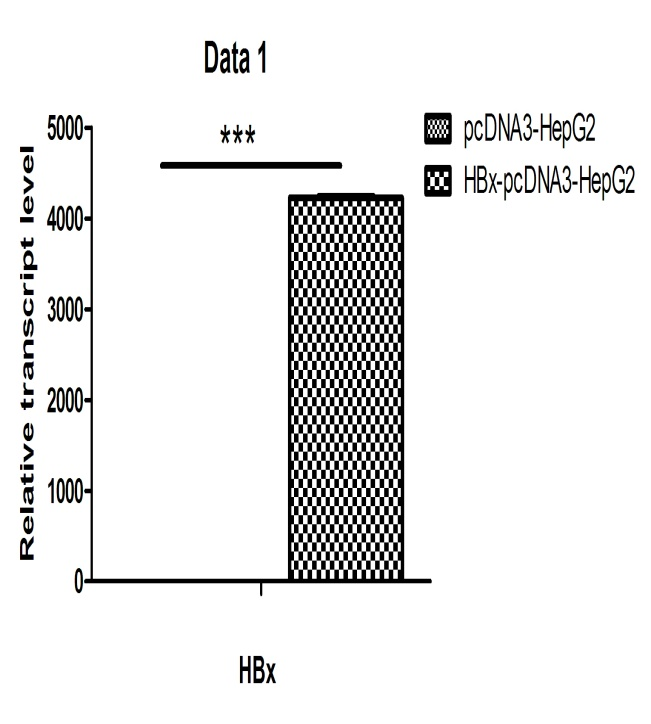 Data 1
***
pcDNA3-HepG2
HBx-pcDNA3-HepG2
Relative transcript level
5000
4000
3000
2000
1000
0
HBx